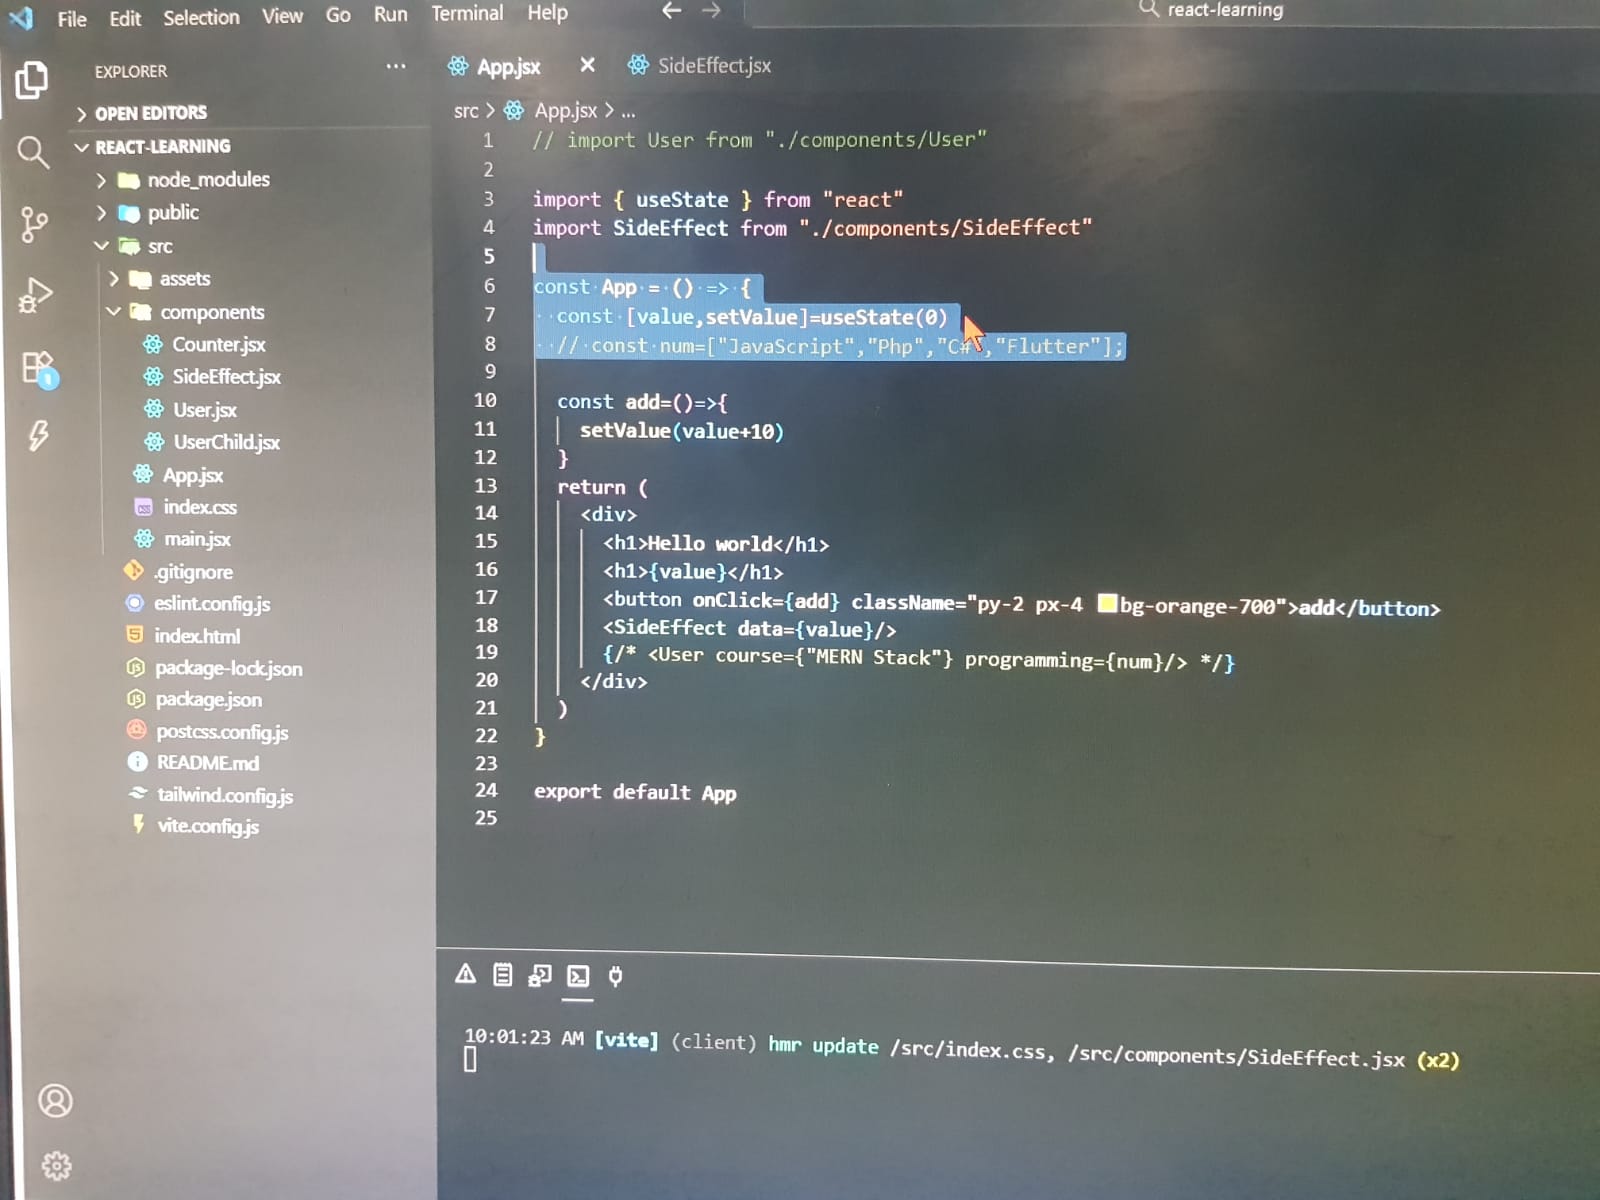 File Edit Selection View Go Run Terminal Help
react-learning
EXPLORER
App.jsx
SideEffect.jsx
OPEN EDITORS
REACT-LEARNING
node_modules
public
src
assets
components
Counter.jsx
SideEffect.jsx
User.jsx
UserChild.jsx
App.jsx
index.css
main.jsx
.gitignore
eslint.config.js
index.html
package-lock.json
package.json
postcss.config.js
README.md
tailwind.config.js
vite.config.js
src > App.jsx > ...
1 // import User from "./components/User"
2
3 import { useState } from "react"
4 import SideEffect from "./components/SideEffect"
5
6 const App = () => {
7 const [value,setValue]=useState(0)
8 // const num=["JavaScript","Php","C#","Flutter"];
9
10 const add=()=>{
11 setValue(value+10)
12 }
13 return (
14 <div>
15 <h1>Hello world</h1>
16 <h1>{value}</h1>
17 <button onClick={add} className="py-2 px-4 bg-orange-700">add</button>
18 <SideEffect data={value}/>
19 {/* <User course={"MERN Stack"} programming={num}/> */}
20 </div>
21 )
22 }
23
24 export default App
25
10:01:23 AM [vite] (client) hmr update /src/index.css, /src/components/SideEffect.jsx (x2)